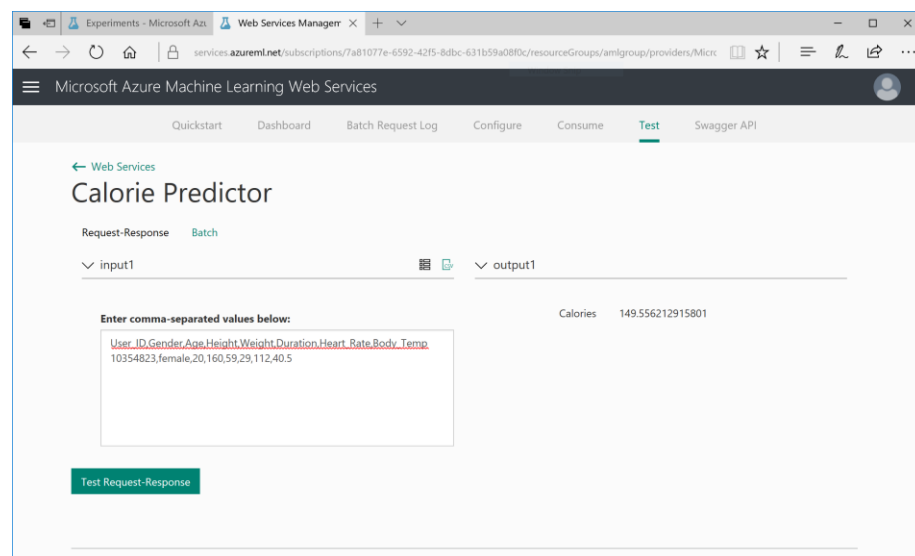 Experiments - Microsoft Azu
Web Services Managem
services.azureml.net/subscriptions/7a81077e-6592-42f5-8dbc-631b59a08f0c/resourceGroups/amlgroup/providers/Micro
Microsoft Azure Machine Learning Web Services
Quickstart Dashboard Batch Request Log Configure Consume Test Swagger API
Web Services
Calorie Predictor
Request-Response Batch
input1
output1
Enter comma-separated values below:
User_ID,Gender,Age,Height,Weight,Duration,Heart_Rate,Body_Temp
10354823,female,20,160,59,29,112,40.5
Calories 149.556212915801
Test Request-Response